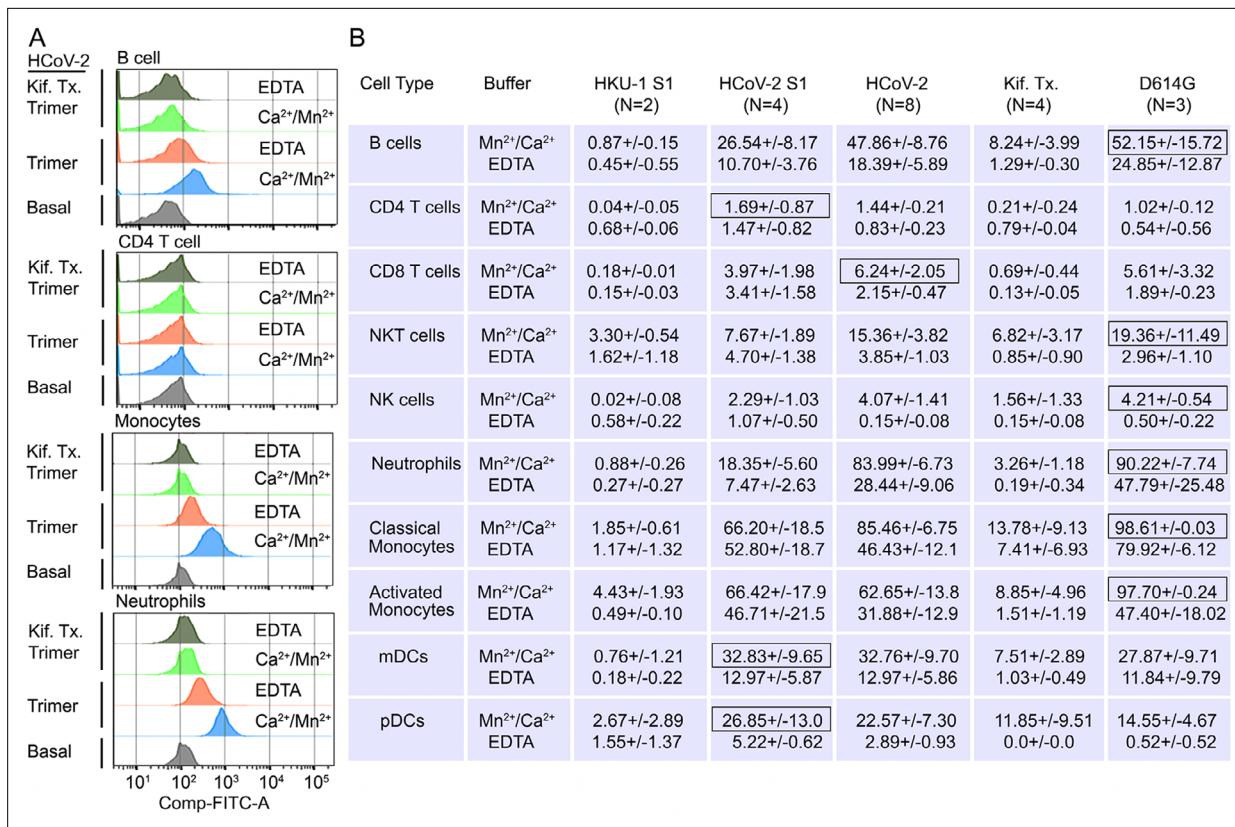 A
HCoV-2
B cell
Kif. Tx.
Trimer
EDTA
Ca²⁺/Mn²⁺
Trimer
EDTA
Ca²⁺/Mn²⁺
Basal
CD4 T cell
Kif. Tx.
Trimer
EDTA
Ca²⁺/Mn²⁺
Trimer
EDTA
Ca²⁺/Mn²⁺
Basal
Monocytes
Kif. Tx.
Trimer
EDTA
Ca²⁺/Mn²⁺
Trimer
EDTA
Ca²⁺/Mn²⁺
Basal
Neutrophils
Kif. Tx.
Trimer
EDTA
Ca²⁺/Mn²⁺
Trimer
EDTA
Ca²⁺/Mn²⁺
Basal
10¹ 10² 10³ 10⁴ 10⁵
Comp-FITC-A
B
Cell Type Buffer HKU-1 S1 HCoV-2 S1 HCoV-2 Kif. Tx. D614G
(N=2) (N=4) (N=8) (N=4) (N=3)
B cells Mn²⁺/Ca²⁺ 0.87+/-0.15 26.54+/-8.17 47.86+/-8.76 8.24+/-3.99 52.15+/-15.72
EDTA 0.45+/-0.55 10.70+/-3.76 18.39+/-5.89 1.29+/-0.30 24.85+/-12.87
CD4 T cells Mn²⁺/Ca²⁺ 0.04+/-0.05 1.69+/-0.87 1.44+/-0.21 0.21+/-0.24 1.02+/-0.12
EDTA 0.68+/-0.06 1.47+/-0.82 0.83+/-0.23 0.79+/-0.04 0.54+/-0.56
CD8 T cells Mn²⁺/Ca²⁺ 0.18+/-0.01 3.97+/-1.98 6.24+/-2.05 0.69+/-0.44 5.61+/-3.32
EDTA 0.15+/-0.03 3.41+/-1.58 2.15+/-0.47 0.13+/-0.05 1.89+/-0.23
NKT cells Mn²⁺/Ca²⁺ 3.30+/-0.54 7.67+/-1.89 15.36+/-3.82 6.82+/-3.17 19.36+/-11.49
EDTA 1.62+/-1.18 4.70+/-1.38 3.85+/-1.03 0.85+/-0.90 2.96+/-1.10
NK cells Mn²⁺/Ca²⁺ 0.02+/-0.08 2.29+/-1.03 4.07+/-1.41 1.56+/-1.33 4.21+/-0.54
EDTA 0.58+/-0.22 1.07+/-0.50 0.15+/-0.08 0.15+/-0.08 0.50+/-0.22
Neutrophils Mn²⁺/Ca²⁺ 0.88+/-0.26 18.35+/-5.60 83.99+/-6.73 3.26+/-1.18 90.22+/-7.74
EDTA 0.27+/-0.27 7.47+/-2.63 28.44+/-9.06 0.19+/-0.34 47.79+/-25.48
Classical Mn²⁺/Ca²⁺ 1.85+/-0.61 66.20+/-18.5 85.46+/-6.75 13.78+/-9.13 98.61+/-0.03
Monocytes EDTA 1.17+/-1.32 52.80+/-18.7 46.43+/-12.1 7.41+/-6.93 79.92+/-6.12
Activated Mn²⁺/Ca²⁺ 4.43+/-1.93 66.42+/-17.9 62.65+/-13.8 8.85+/-4.96 97.70+/-0.24
Monocytes EDTA 0.49+/-0.10 46.71+/-21.5 31.88+/-12.9 1.51+/-1.19 47.40+/-18.02
mDCs Mn²⁺/Ca²⁺ 0.76+/-1.21 32.83+/-9.65 32.76+/-9.70 7.51+/-2.89 27.87+/-9.71
EDTA 0.18+/-0.22 12.97+/-5.87 12.97+/-5.86 1.03+/-0.49 11.84+/-9.79
pDCs Mn²⁺/Ca²⁺ 2.67+/-2.89 26.85+/-13.0 22.57+/-7.30 11.85+/-9.51 14.55+/-4.67
EDTA 1.55+/-1.37 5.22+/-0.62 2.89+/-0.93 0.0+/-0.0 0.52+/-0.52